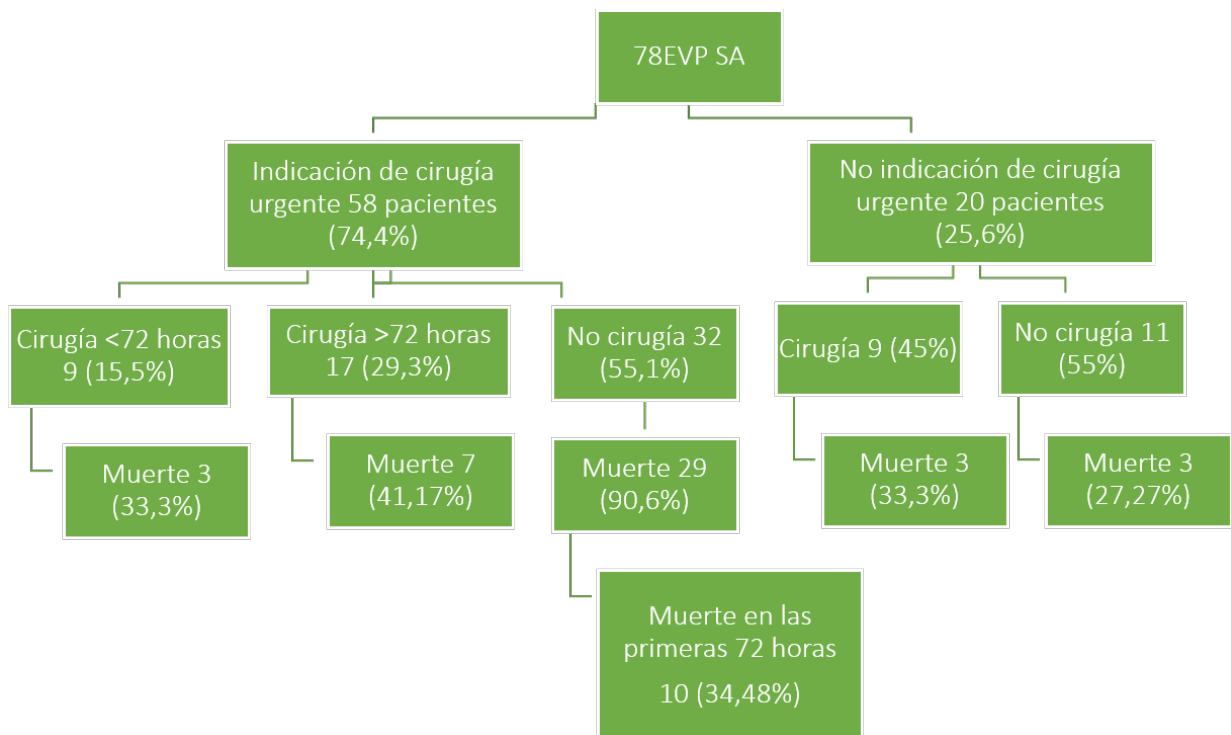 78EVP SA
Indicación de cirugía
urgente 58 pacientes
(74,4%)
No indicación de cirugía
urgente 20 pacientes
(25,6%)
Cirugía <72 horas
9 (15,5%)
Cirugía >72 horas
17 (29,3%)
No cirugía 32
(55,1%)
Cirugía 9 (45%)
No cirugía 11
(55%)
Muerte 3
(33,3%)
Muerte 7
(41,17%)
Muerte 29
(90,6%)
Muerte 3
(33,3%)
Muerte 3
(27,27%)
Muerte en las
primeras 72 horas
10 (34,48%)